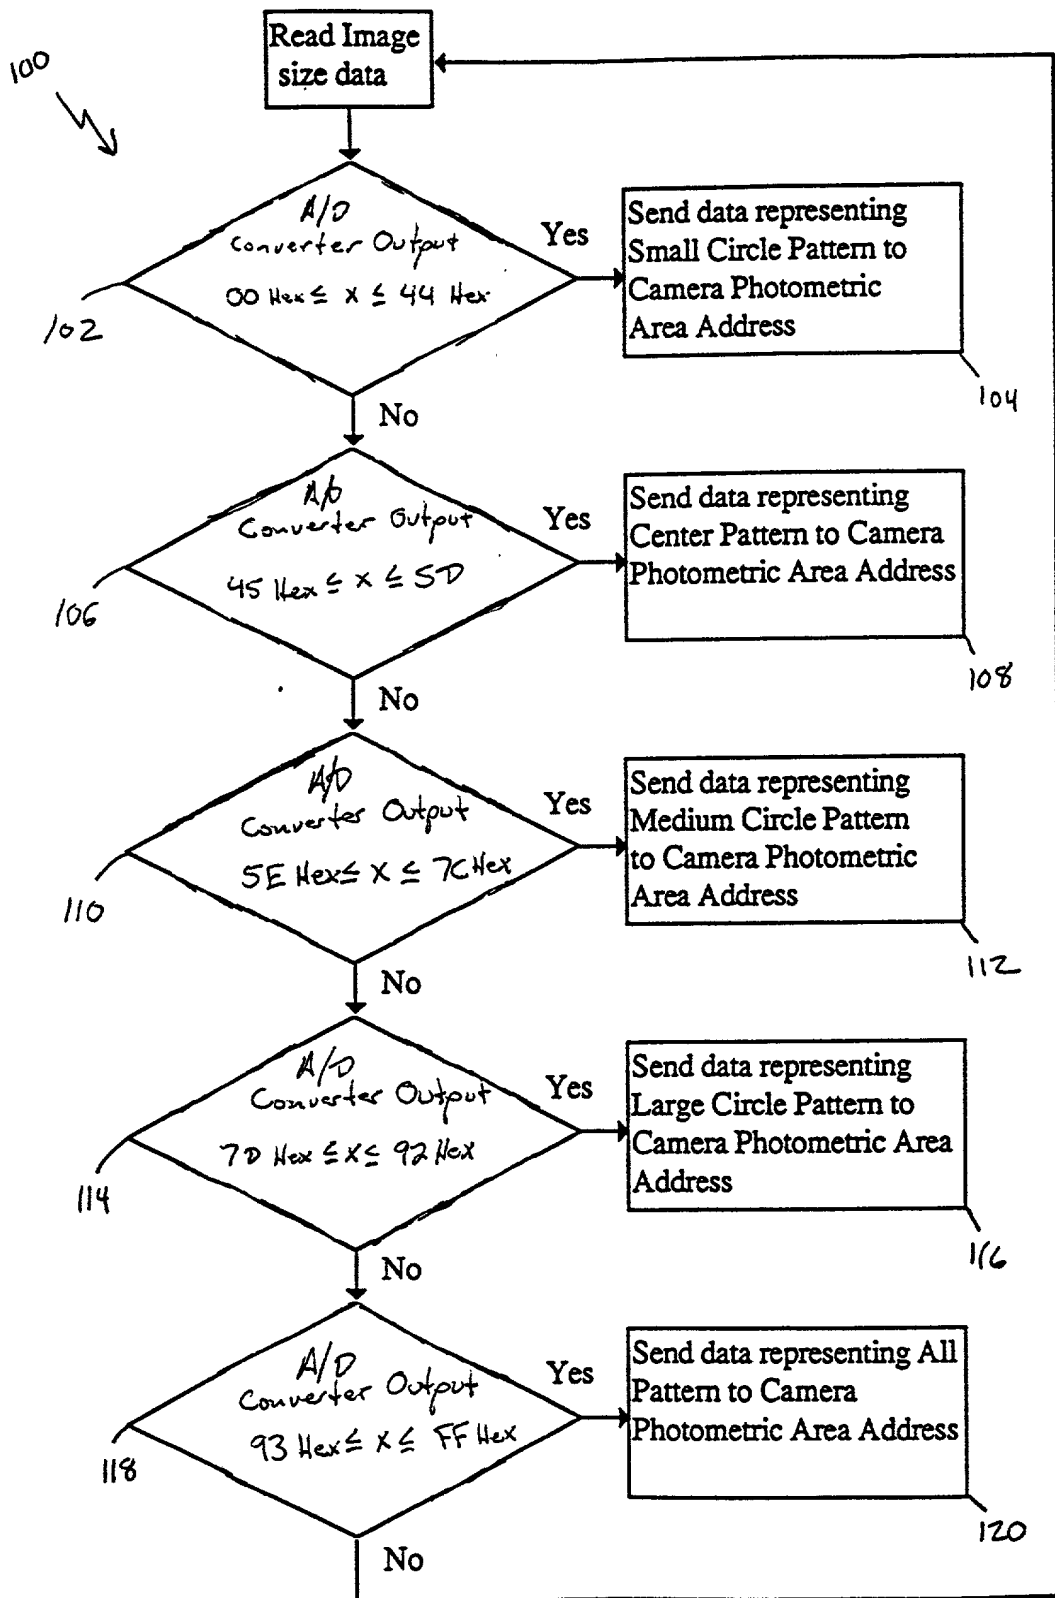 Read Image
size data
100
A/D
Converter Output
00 Hex ≤ x ≤ 44 Hex
102
Yes
Send data representing
Small Circle Pattern to
Camera Photometric
Area Address
104
No
A/D
Converter Output
45 Hex ≤ x ≤ 5D
106
Yes
Send data representing
Center Pattern to Camera
Photometric Area Address
108
No
A/D
Converter Output
5E Hex ≤ x ≤ 7C Hex
110
Yes
Send data representing
Medium Circle Pattern
to Camera Photometric
Area Address
112
No
A/D
Converter Output
7D Hex ≤ x ≤ 92 Hex
114
Yes
Send data representing
Large Circle Pattern to
Camera Photometric Area
Address
116
No
A/D
Converter Output
93 Hex ≤ x ≤ FF Hex
118
Yes
Send data representing All
Pattern to Camera
Photometric Area Address
120
No